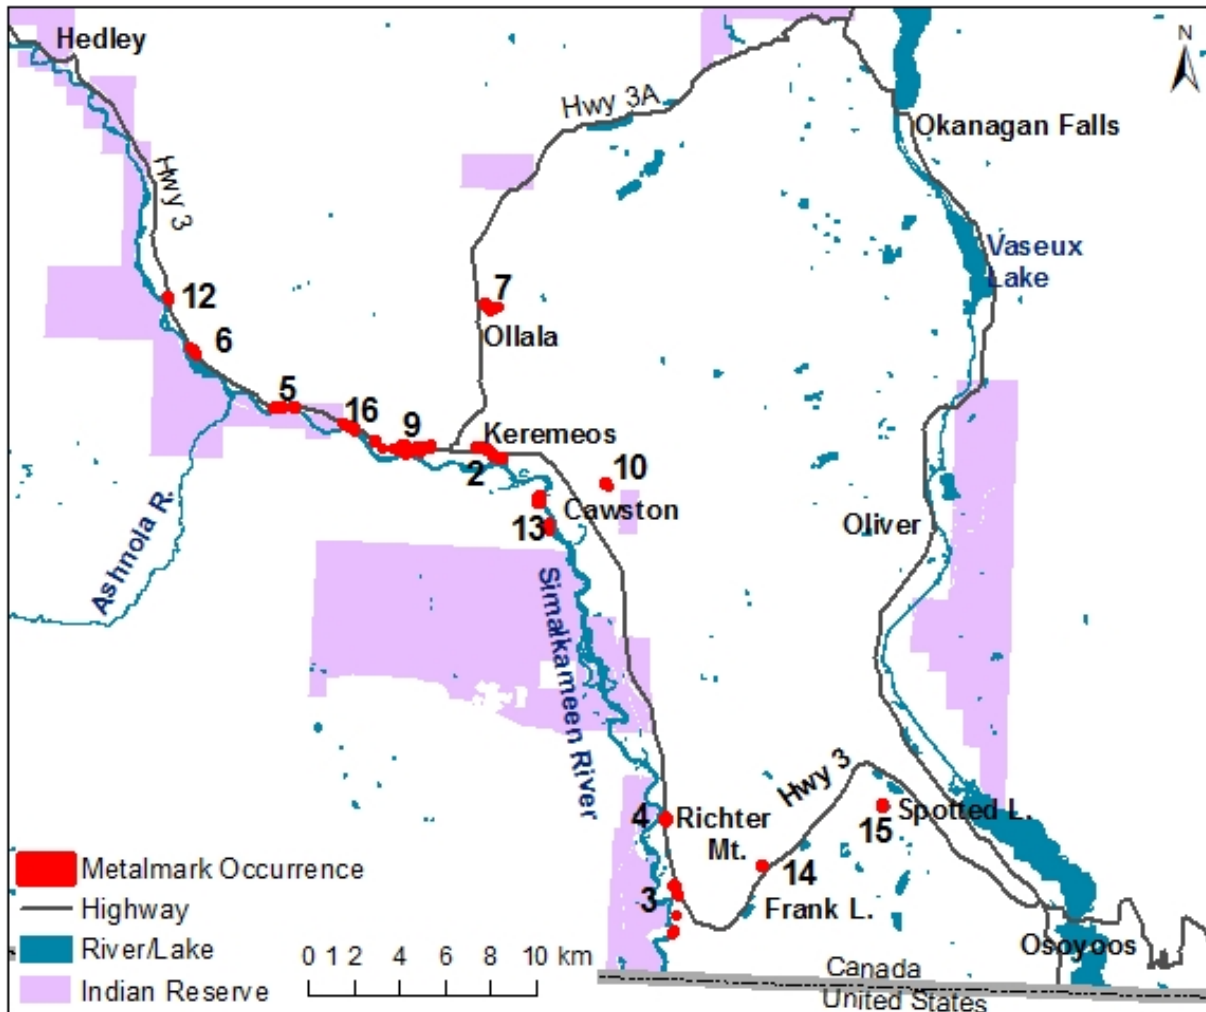 Hedley
N
Hwy 3A
Okanagan Falls
Hwy 3
Vaseux
Lake
12
7
6
Ollala
5
16
9
Keremeos
2
10
Cawston
13
Oliver
Ashnola R.
Similkameen River
Hwy 3
4
Richter
Mt.
Spotted L.
15
14
3
Frank L.
Osoyoos
Metalmark Occurrence
Highway
River/Lake
Indian Reserve
0 1 2 4 6 8 10 km
Canada
United States